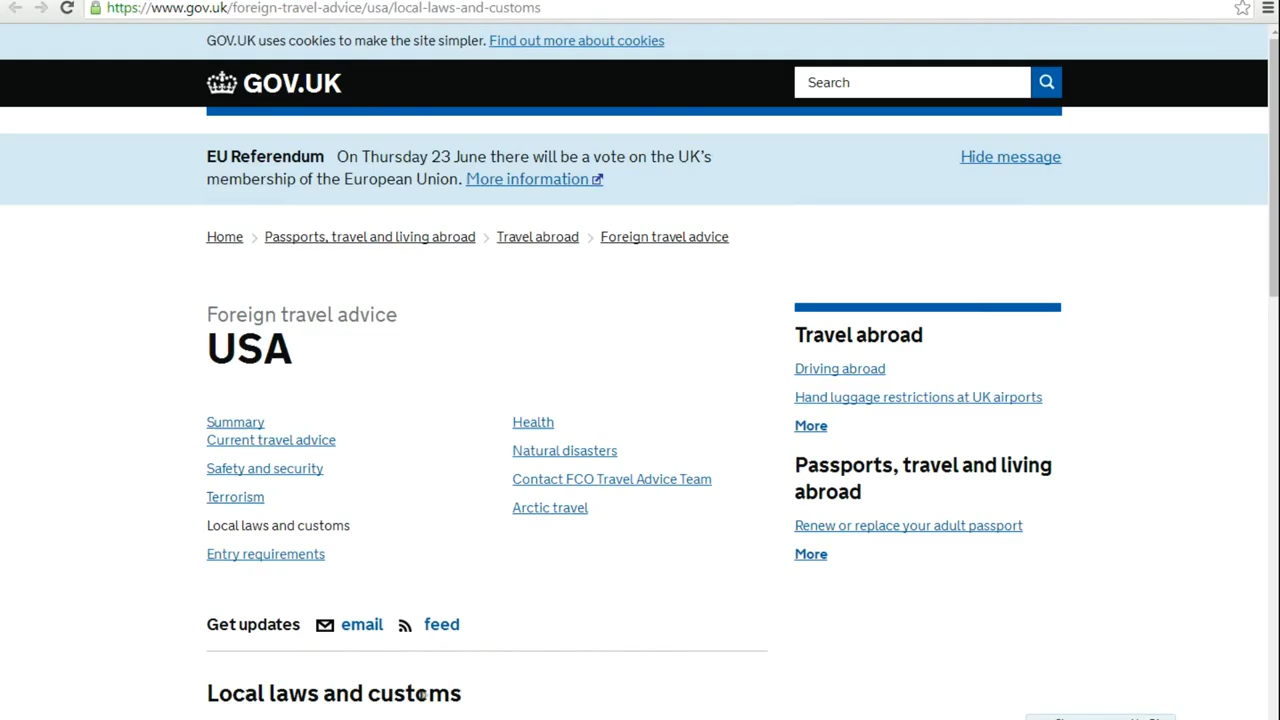 https://www.gov.uk/foreign-travel-advice/usa/local-laws-and-customs
GOV.UK uses cookies to make the site simpler. Find out more about cookies
GOV.UK
Search
EU Referendum On Thursday 23 June there will be a vote on the UK's
membership of the European Union. More information
Hide message
Home > Passports, travel and living abroad > Travel abroad > Foreign travel advice
Foreign travel advice
USA
Summary
Current travel advice
Safety and security
Terrorism
Local laws and customs
Entry requirements
Health
Natural disasters
Contact FCO Travel Advice Team
Arctic travel
Travel abroad
Driving abroad
Hand luggage restrictions at UK airports
More
Passports, travel and living
abroad
Renew or replace your adult passport
More
Get updates email feed
Local laws and customs